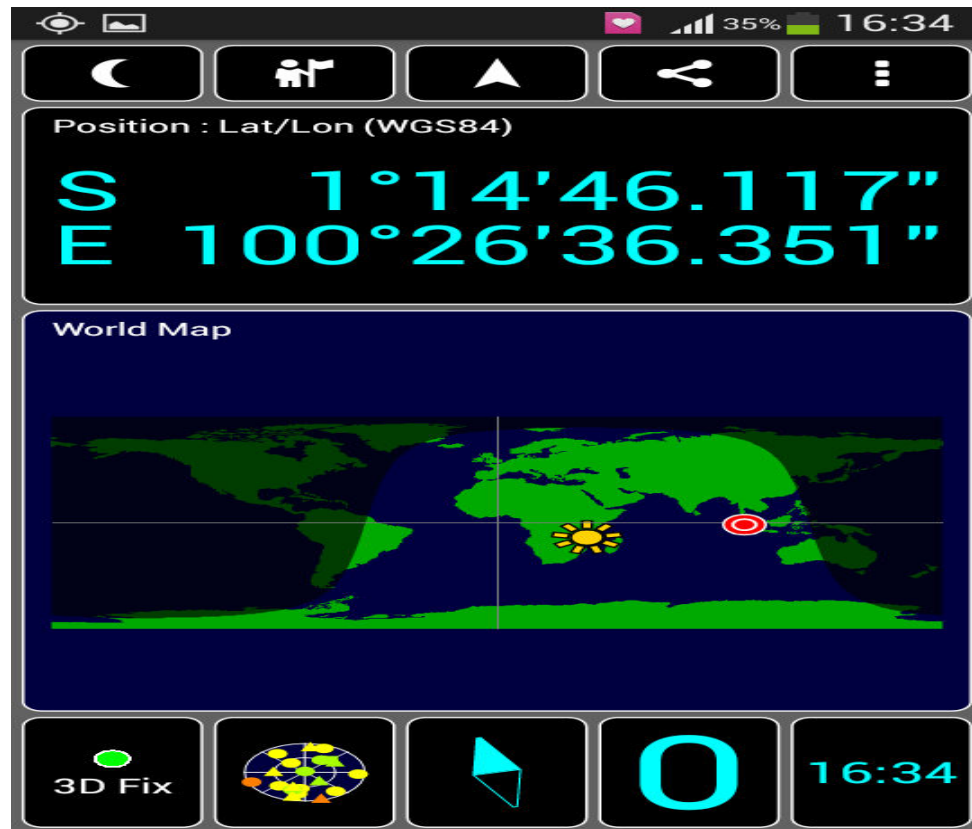 35% 16:34
Position : Lat/Lon (WGS84)
S 1°14'46.117"
E 100°26'36.351"
World Map
3D Fix
0
16:34